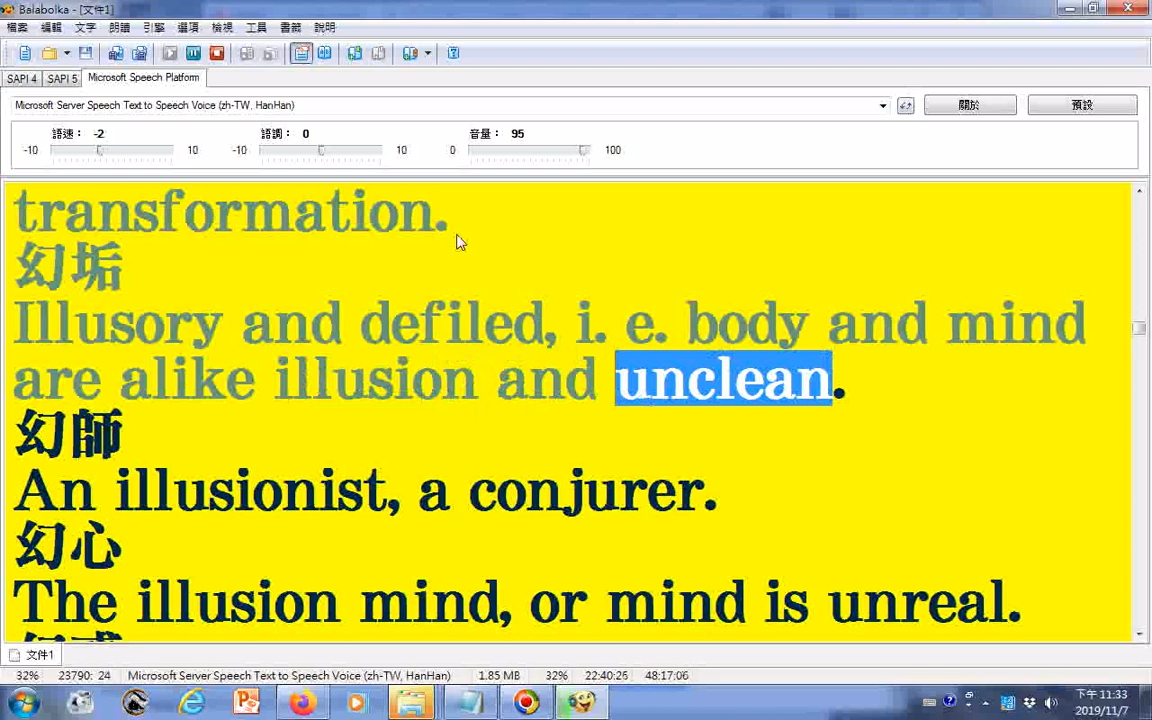 Balabolka - [文件1]
檔案 編輯 文字 朗讀 引擎 選項 檢視 工具 書籤 說明
SAPI 4 SAPI 5 Microsoft Speech Platform
Microsoft Server Speech Text to Speech Voice (zh-TW, HanHan) 關於 預設
語速： -2 語調： 0 音量： 95
-10 10 -10 10 0 100
transformation.
幻垢
Illusory and defiled, i. e. body and mind
are alike illusion and unclean.
幻師
An illusionist, a conjurer.
幻心
The illusion mind, or mind is unreal.
文件1
32% 23790: 24 Microsoft Server Speech Text to Speech Voice (zh-TW, HanHan) 1.85 MB 32% 22:40:25 48:17:06
下午 11:33
2019/11/7